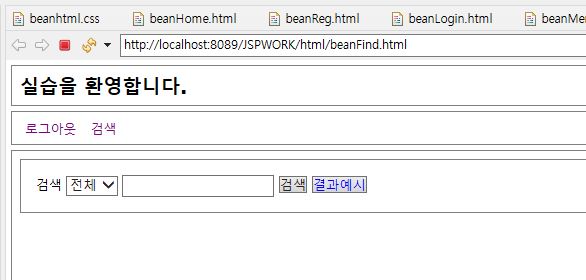 beanhtml.css beanHome.html beanReg.html beanLogin.html beanMe
http://localhost:8089/JSPWORK/html/beanFind.html
실습을 환영합니다.
로그아웃 검색
검색 전체 검색 결과예시